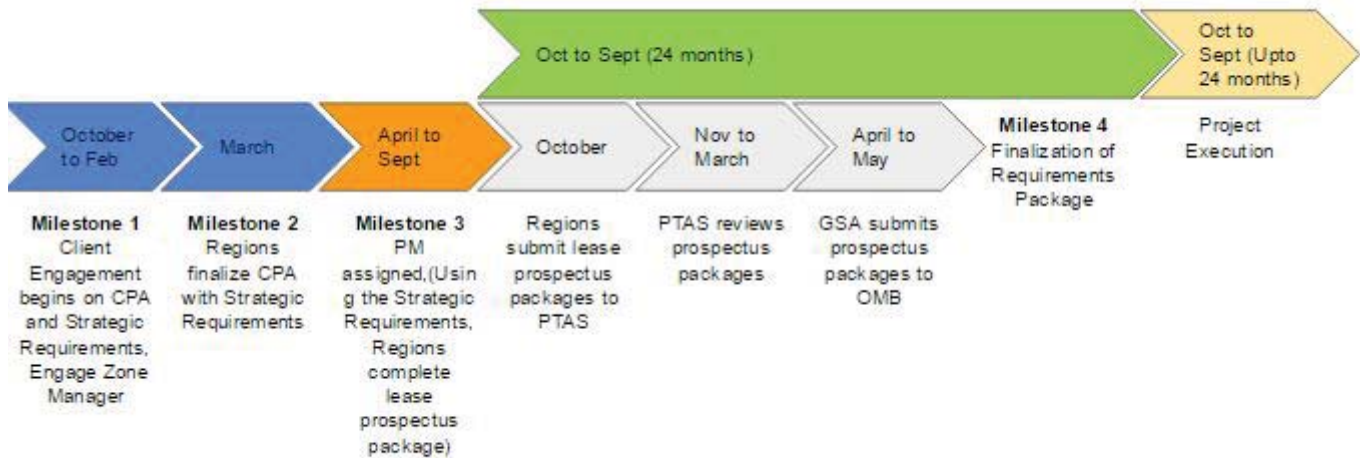 Oct to Sept (24 months)
Oct to
Sept (Upto
24 months)
October
to Feb
March
April to
Sept
October
Nov to
March
April to
May
Milestone 4
Finalization of
Requirements
Package
Project
Execution
Milestone 1
Client
Engagement
begins on CPA
and Strategic
Requirements,
Engage Zone
Manager
Milestone 2
Regions
finalize CPA
with Strategic
Requirements
Milestone 3
PM
assigned,(Usin
g the Strategic
Requirements,
Regions
complete
lease
prospectus
package)
Regions
submit lease
prospectus
packages to
PTAS
PTAS reviews
prospectus
packages
GSA submits
prospectus
packages to
OMB